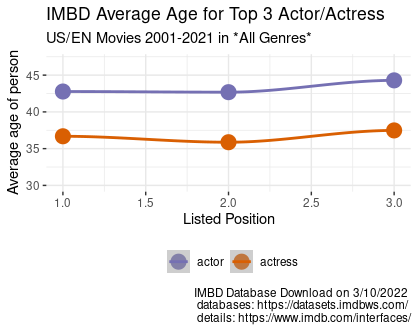 IMBD Average Age for Top 3 Actor/Actress
US/EN Movies 2001-2021 in *All Genres*
Average age of person
45
40
35
30
1.0 1.5 2.0 2.5 3.0
Listed Position
actor actress
IMBD Database Download on 3/10/2022
databases: https://datasets.imdbws.com/
details: https://www.imdb.com/interfaces/